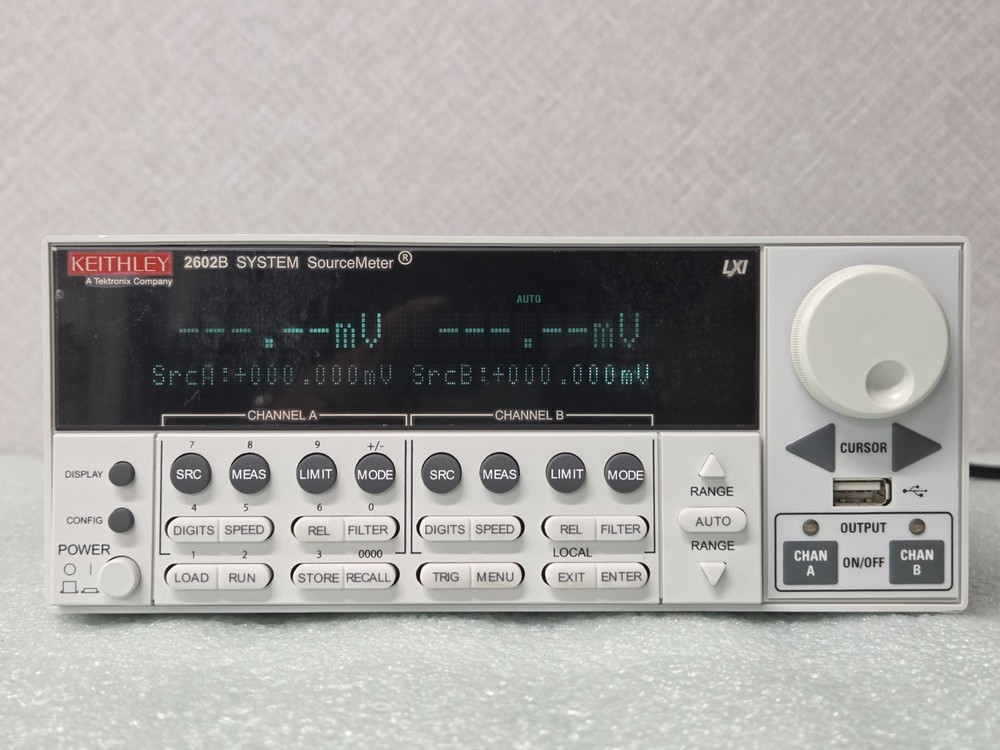 KEITHLEY 2602B SYSTEM SourceMeter®
A Tektronix Company
LXI
AUTO
---.--mV ---.--mV
SrcA:+000.000mV SrcB:+000.000mV
CHANNEL A CHANNEL B
7 8 9 +/-
DISPLAY SRC MEAS LIMIT MODE SRC MEAS LIMIT MODE
CURSOR
RANGE
4 5 6 0
CONFIG DIGITS SPEED REL FILTER DIGITS SPEED REL FILTER AUTO
OUTPUT
RANGE
POWER 1 2 3 0000 LOCAL
O I LOAD RUN STORE RECALL TRIG MENU EXIT ENTER
CHAN A ON/OFF CHAN B